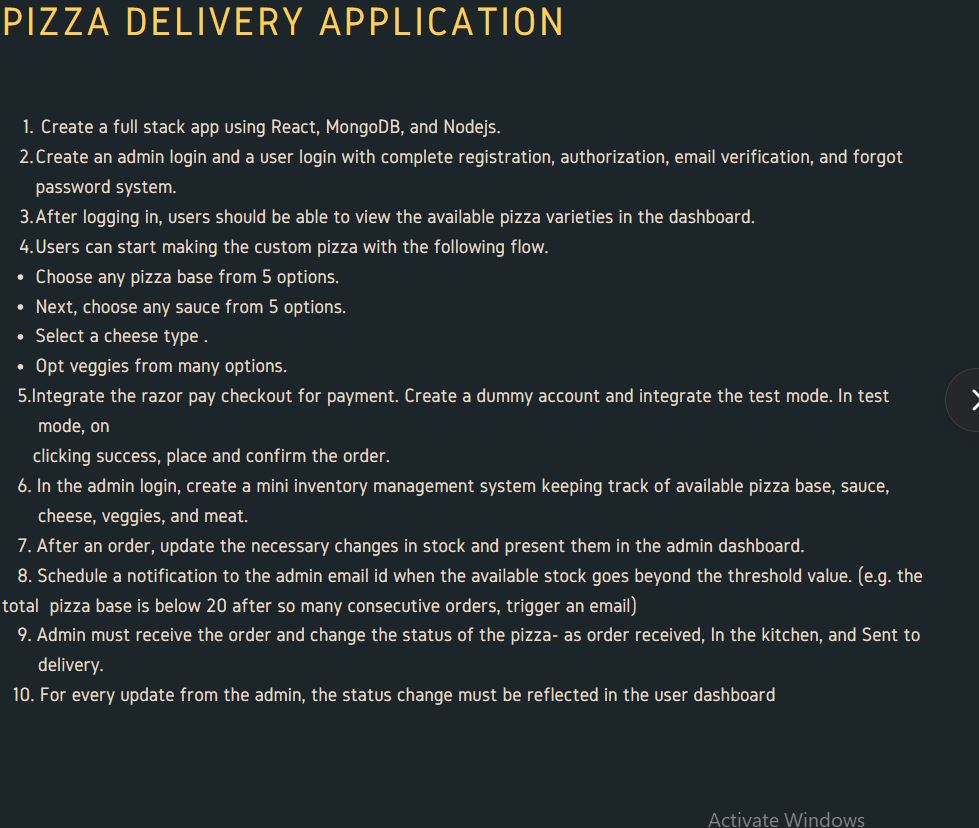 PIZZA DELIVERY APPLICATION
1. Create a full stack app using React, MongoDB, and Nodejs.
2. Create an admin login and a user login with complete registration, authorization, email verification, and forgot
password system.
3. After logging in, users should be able to view the available pizza varieties in the dashboard.
4. Users can start making the custom pizza with the following flow.
• Choose any pizza base from 5 options.
• Next, choose any sauce from 5 options.
• Select a cheese type .
• Opt veggies from many options.
5.Integrate the razor pay checkout for payment. Create a dummy account and integrate the test mode. In test
mode, on
clicking success, place and confirm the order.
6. In the admin login, create a mini inventory management system keeping track of available pizza base, sauce,
cheese, veggies, and meat.
7. After an order, update the necessary changes in stock and present them in the admin dashboard.
8. Schedule a notification to the admin email id when the available stock goes beyond the threshold value. (e.g. the
total pizza base is below 20 after so many consecutive orders, trigger an email)
9. Admin must receive the order and change the status of the pizza- as order received, In the kitchen, and Sent to
delivery.
10. For every update from the admin, the status change must be reflected in the user dashboard
Activate Windows